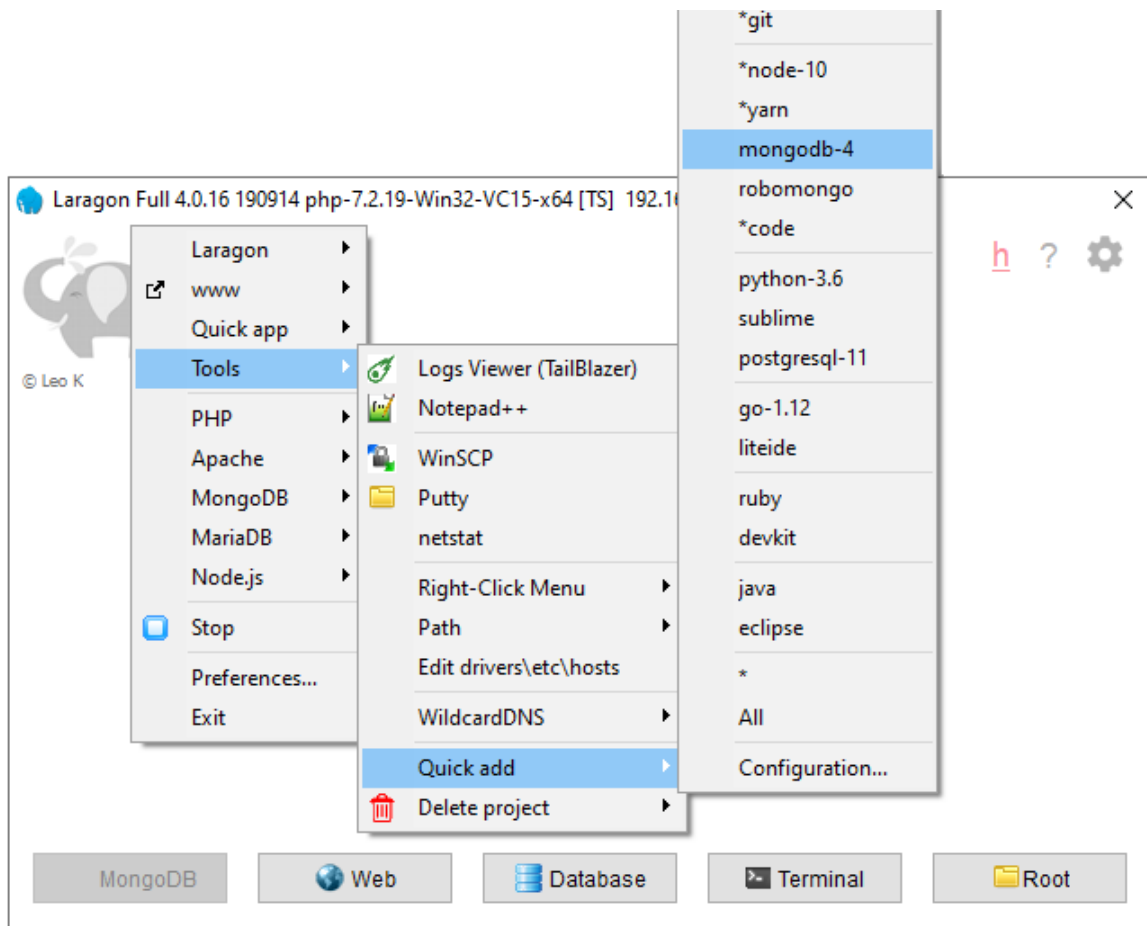 *git
*node-10
*yarn
mongodb-4
robomongo
*code
python-3.6
sublime
postgresql-11
go-1.12
liteide
ruby
devkit
java
eclipse
*
All
Configuration...
Laragon Full 4.0.16 190914 php-7.2.19-Win32-VC15-x64 [TS] 192.16
h ?
© Leo K
Laragon
www
Quick app
Tools
PHP
Apache
MongoDB
MariaDB
Node.js
Stop
Preferences...
Exit
Logs Viewer (TailBlazer)
Notepad++
WinSCP
Putty
netstat
Right-Click Menu
Path
Edit drivers\etc\hosts
WildcardDNS
Quick add
Delete project
MongoDB
Web
Database
Terminal
Root